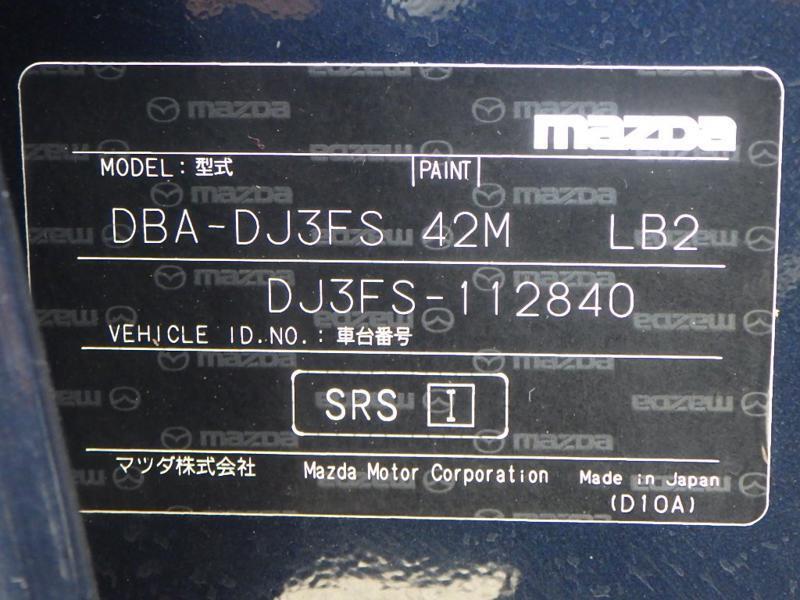 mazda
MODEL : 型式 PAINT
DBA-DJ3FS 42M LB2
DJ3FS-112840
VEHICLE ID.NO. : 車台番号
SRS I
マツダ株式会社 Mazda Motor Corporation Made in Japan
(D10A)